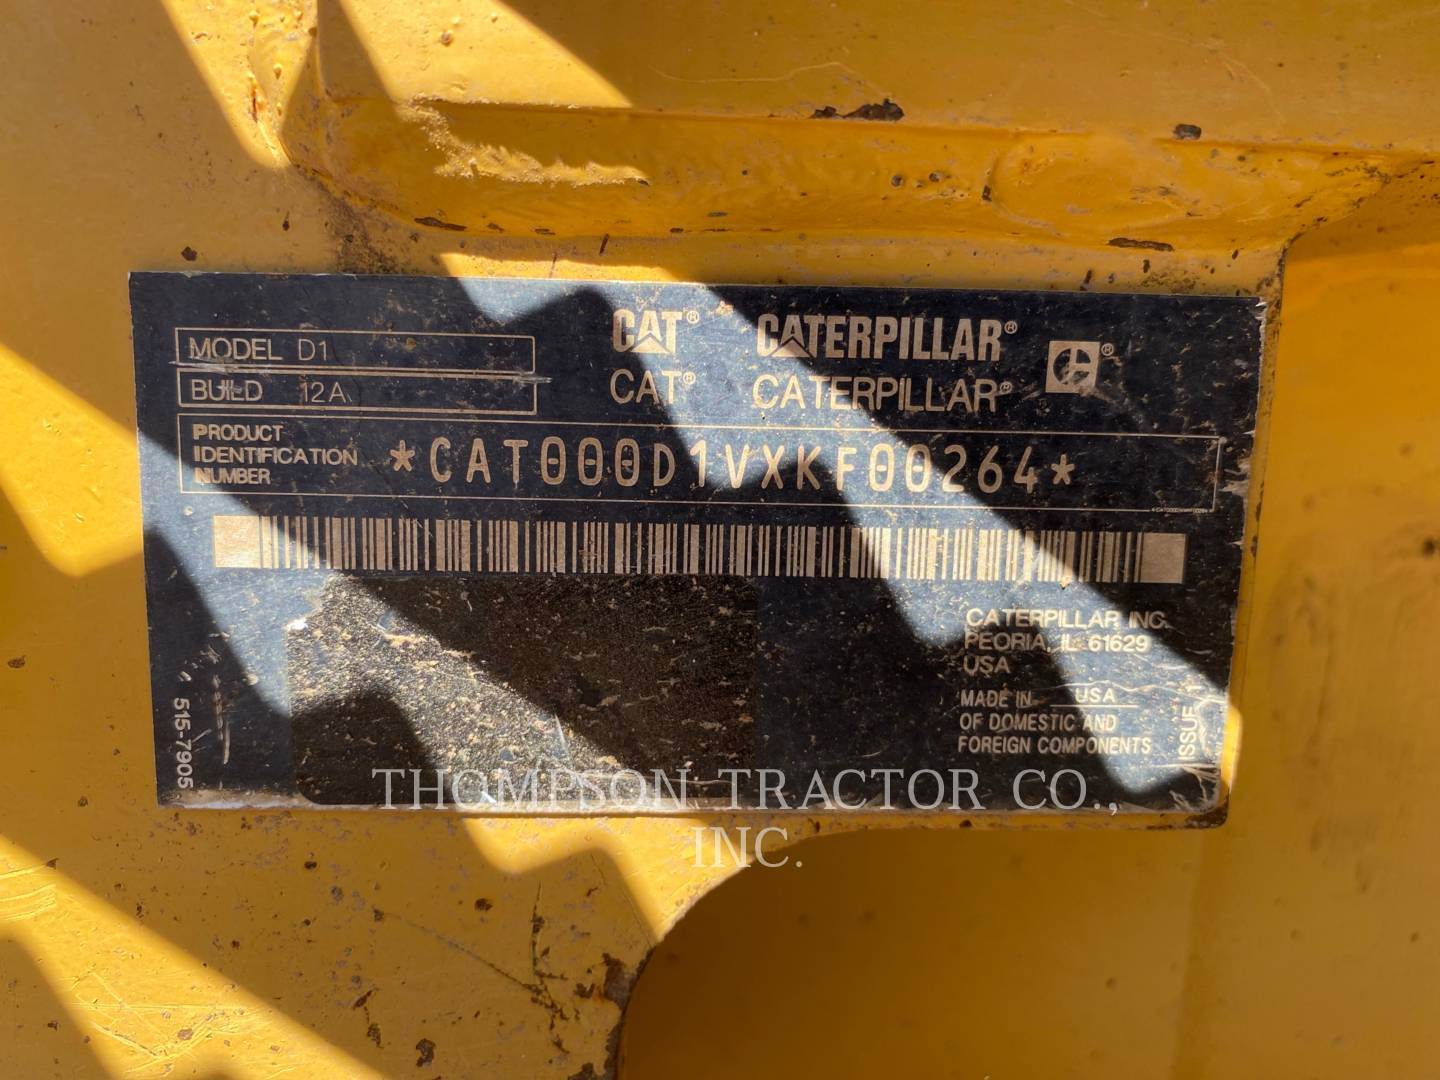 MODEL D1
BUILD 12A
CAT® CATERPILLAR® ®
CAT® CATERPILLAR®
PRODUCT
IDENTIFICATION
NUMBER
*CAT000D1VXKF00264*
CATERPILLAR INC.
PEORIA, IL 61629
USA
MADE IN USA
OF DOMESTIC AND
FOREIGN COMPONENTS
ISSUE 1
515-7905
THOMPSON TRACTOR CO.,
INC.